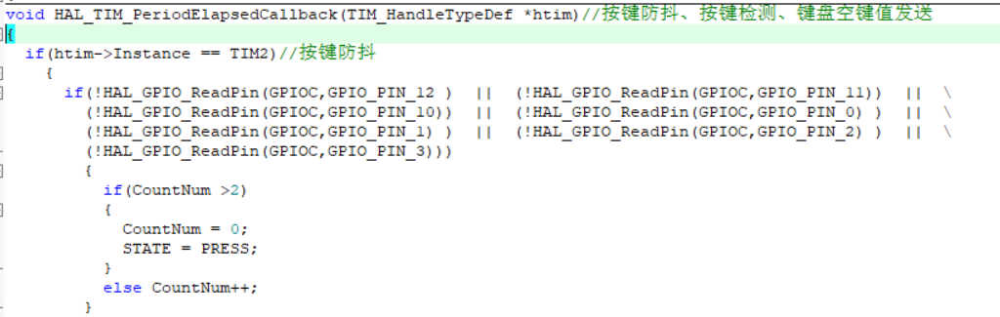 void HAL_TIM_PeriodElapsedCallback(TIM_HandleTypeDef *htim)//按键防抖、按键检测、键盘空键值发送
{
  if(htim->Instance == TIM2)//按键防抖
    {
      if(!HAL_GPIO_ReadPin(GPIOC,GPIO_PIN_12 )  ||  (!HAL_GPIO_ReadPin(GPIOC,GPIO_PIN_11))  ||  \
        (!HAL_GPIO_ReadPin(GPIOC,GPIO_PIN_10))  ||  (!HAL_GPIO_ReadPin(GPIOC,GPIO_PIN_0) )  ||  \
        (!HAL_GPIO_ReadPin(GPIOC,GPIO_PIN_1) )  ||  (!HAL_GPIO_ReadPin(GPIOC,GPIO_PIN_2) )  ||  \
        (!HAL_GPIO_ReadPin(GPIOC,GPIO_PIN_3)))
        {
          if(CountNum >2)
          {
            CountNum = 0;
            STATE = PRESS;
          }
          else CountNum++;
        }